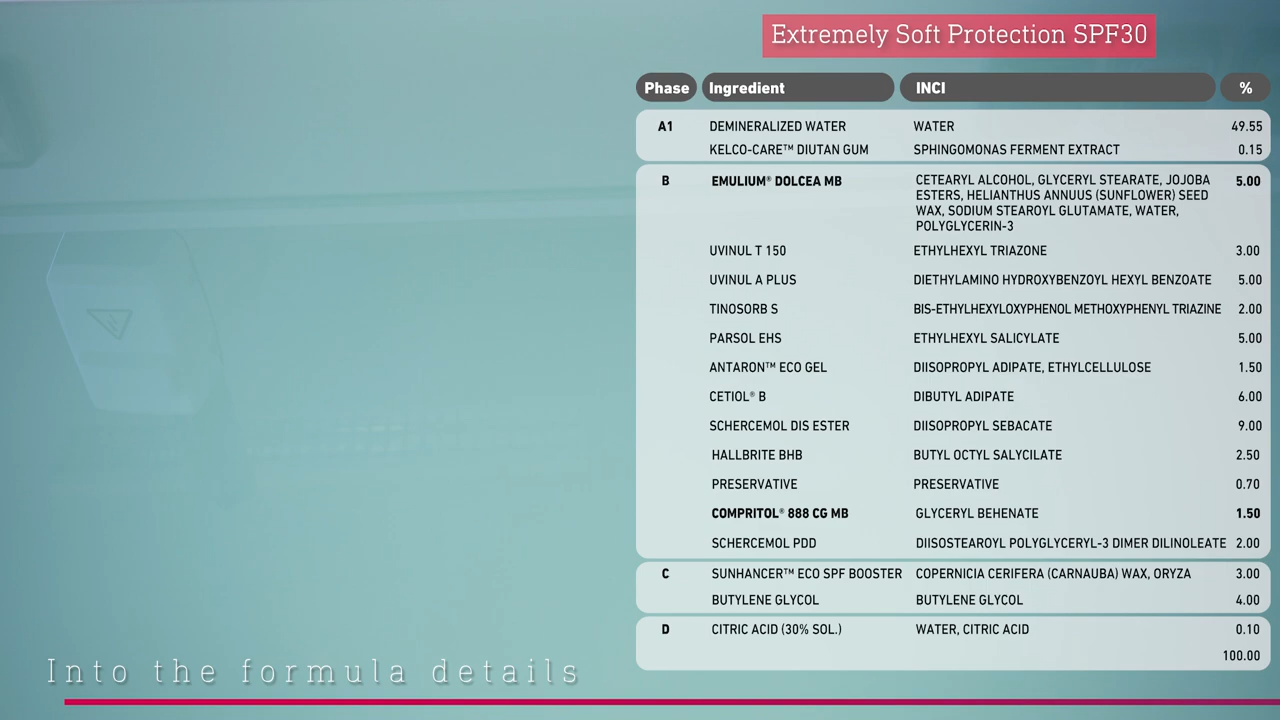 Extremely Soft Protection SPF30
Phase Ingredient INCI %
A1 DEMINERALIZED WATER WATER 49.55
KELCO-CARE™ DIUTAN GUM SPHINGOMONAS FERMENT EXTRACT 0.15
B EMULIUM® DOLCEA MB CETEARYL ALCOHOL, GLYCERYL STEARATE, JOJOBA 5.00
ESTERS, HELIANTHUS ANNUUS (SUNFLOWER) SEED
WAX, SODIUM STEAROYL GLUTAMATE, WATER,
POLYGLYCERIN-3
UVINUL T 150 ETHYLHEXYL TRIAZONE 3.00
UVINUL A PLUS DIETHYLAMINO HYDROXYBENZOYL HEXYL BENZOATE 5.00
TINOSORB S BIS-ETHYLHEXYLOXYPHENOL METHOXYPHENYL TRIAZINE 2.00
PARSOL EHS ETHYLHEXYL SALICYLATE 5.00
ANTARON™ ECO GEL DIISOPROPYL ADIPATE, ETHYLCELLULOSE 1.50
CETIOL® B DIBUTYL ADIPATE 6.00
SCHERCEMOL DIS ESTER DIISOPROPYL SEBACATE 9.00
HALLBRITE BHB BUTYL OCTYL SALYCILATE 2.50
PRESERVATIVE PRESERVATIVE 0.70
COMPRITOL® 888 CG MB GLYCERYL BEHENATE 1.50
SCHERCEMOL PDD DIISOSTEAROYL POLYGLYCERYL-3 DIMER DILINOLEATE 2.00
C SUNHANCER™ ECO SPF BOOSTER COPERNICIA CERIFERA (CARNAUBA) WAX, ORYZA 3.00
BUTYLENE GLYCOL BUTYLENE GLYCOL 4.00
D CITRIC ACID (30% SOL.) WATER, CITRIC ACID 0.10
100.00
Into the formula details